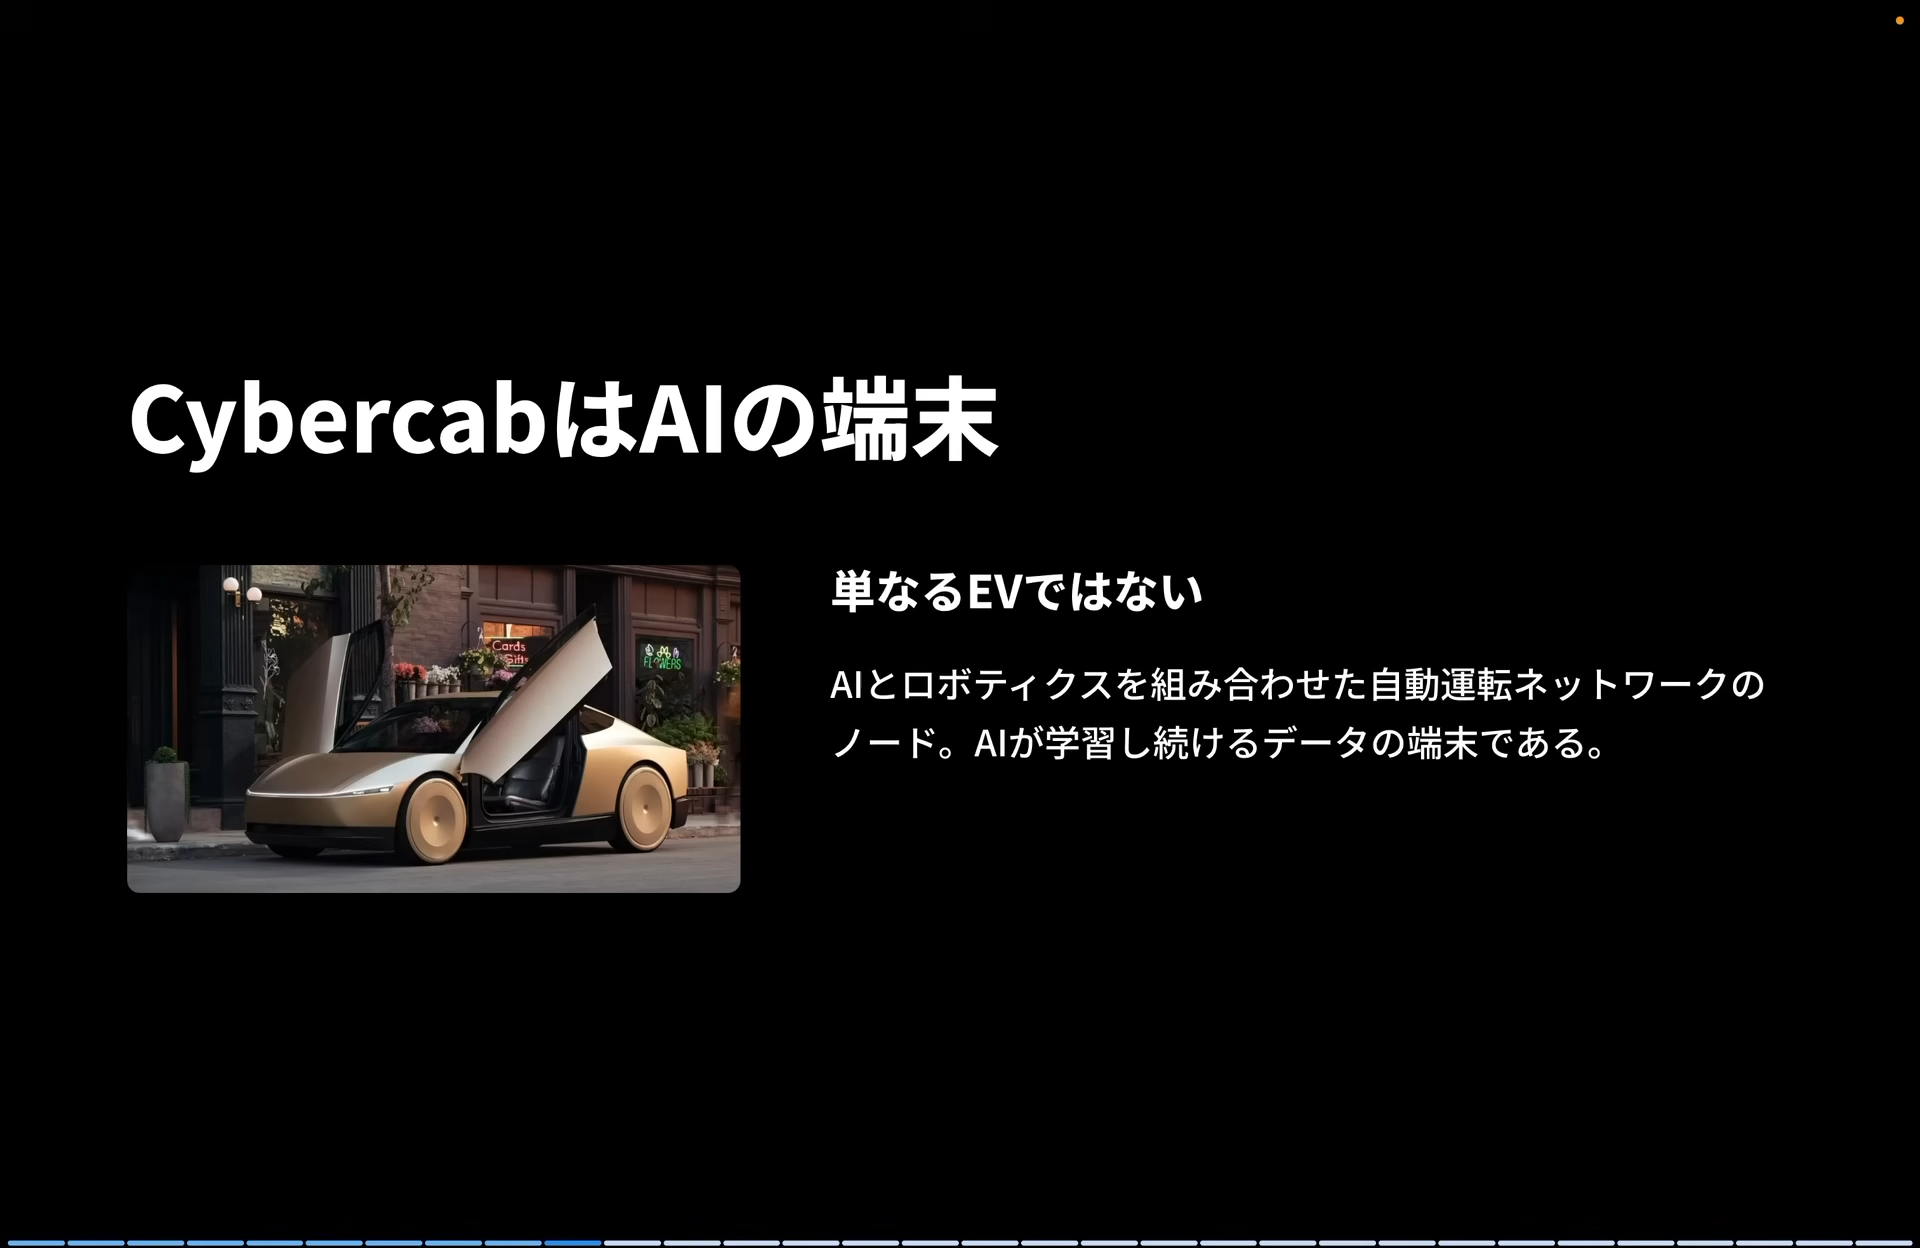 CybercabはAIの端末
単なるEVではない
AIとロボティクスを組み合わせた自動運転ネットワークの
ノード。AIが学習し続けるデータの端末である。
Cards
Gifts
FLOWERS